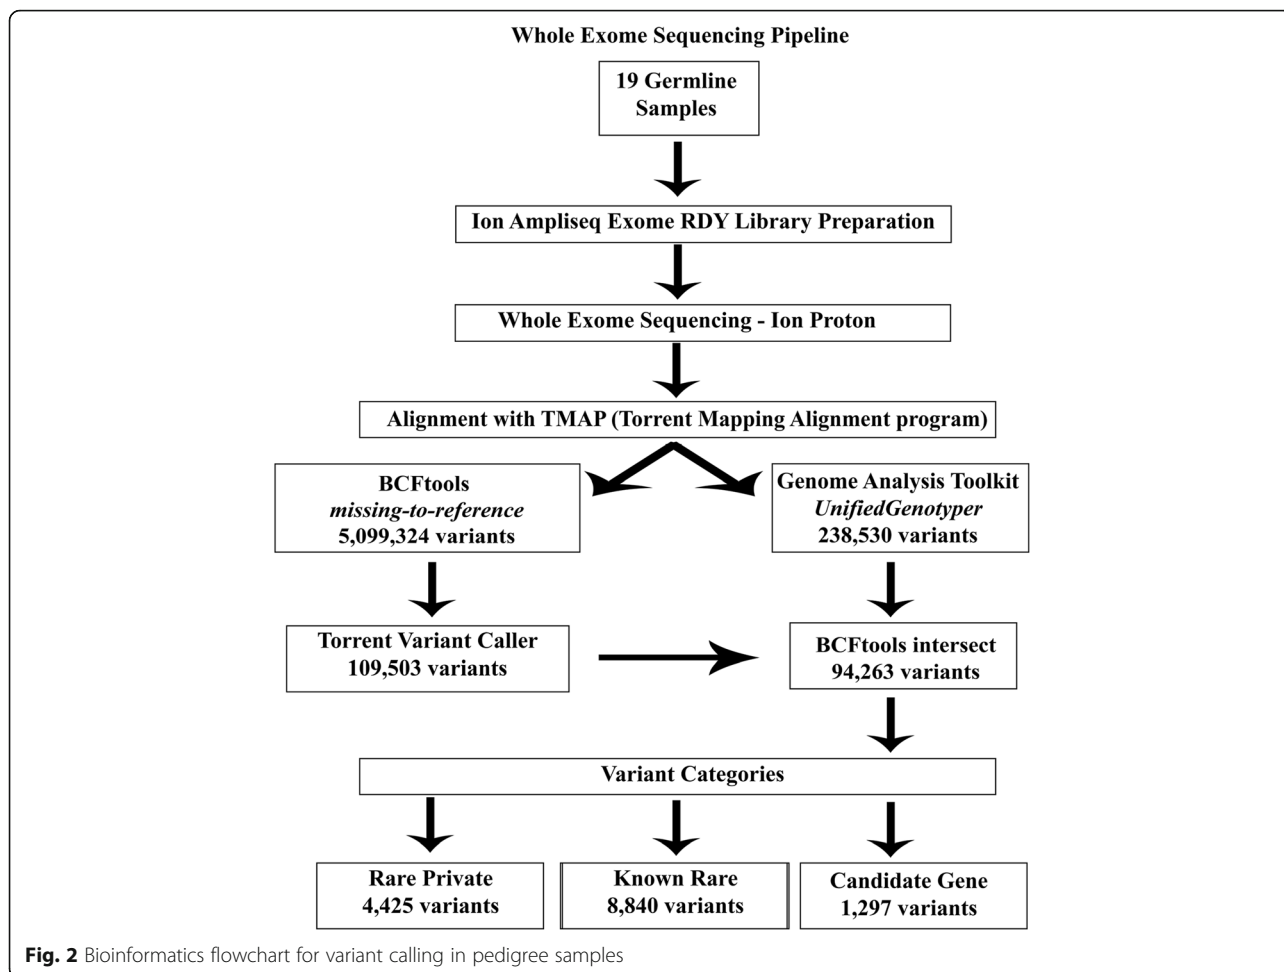 Whole Exome Sequencing Pipeline
19 Germline
Samples
Ion Ampliseq Exome RDY Library Preparation
Whole Exome Sequencing - Ion Proton
Alignment with TMAP (Torrent Mapping Alignment program)
BCFtools
missing-to-reference
5,099,324 variants
Genome Analysis Toolkit
UnifiedGenotyper
238,530 variants
Torrent Variant Caller
109,503 variants
BCFtools intersect
94,263 variants
Variant Categories
Rare Private
4,425 variants
Known Rare
8,840 variants
Candidate Gene
1,297 variants
Fig. 2 Bioinformatics flowchart for variant calling in pedigree samples